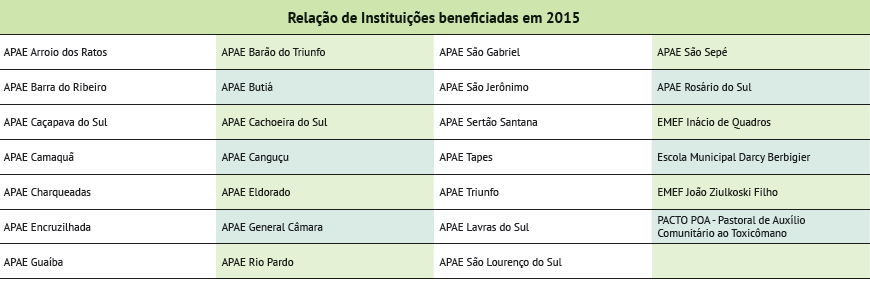 Relação de Instituições beneficiadas em 2015
APAE Arroio dos Ratos
APAE Barão do Triunfo
APAE São Gabriel
APAE São Sepé
APAE Barra do Ribeiro
APAE Butiá
APAE São Jerônimo
APAE Rosário do Sul
APAE Caçapava do Sul
APAE Cachoeira do Sul
APAE Sertão Santana
EMEF Inácio de Quadros
APAE Camaquã
APAE Canguçu
APAE Tapes
Escola Municipal Darcy Berbigier
APAE Charqueadas
APAE Eldorado
APAE Triunfo
EMEF João Ziulkoski Filho
APAE Encruzilhada
APAE General Câmara
APAE Lavras do Sul
PACTO POA - Pastoral de Auxílio
Comunitário ao Toxicômano
APAE Guaíba
APAE Rio Pardo
APAE São Lourenço do Sul